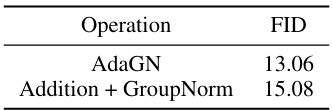 Operation FID
AdaGN 13.06
Addition + GroupNorm 15.08